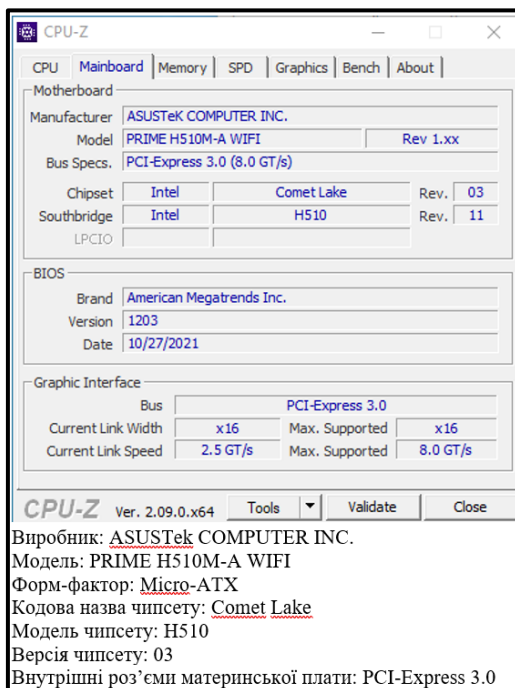 CPU-Z
CPU Mainboard Memory SPD Graphics Bench About
Motherboard
Manufacturer ASUSTeK COMPUTER INC.
Model PRIME H510M-A WIFI Rev 1.xx
Bus Specs. PCI-Express 3.0 (8.0 GT/s)
Chipset Intel Comet Lake Rev. 03
Southbridge Intel H510 Rev. 11
LPCIO
BIOS
Brand American Megatrends Inc.
Version 1203
Date 10/27/2021
Graphic Interface
Bus PCI-Express 3.0
Current Link Width x16 Max. Supported x16
Current Link Speed 2.5 GT/s Max. Supported 8.0 GT/s
CPU-Z Ver. 2.09.0.x64 Tools Validate Close
Виробник: ASUSTek COMPUTER INC.
Модель: PRIME H510M-A WIFI
Форм-фактор: Micro-ATX
Кодова назва чипсету: Comet Lake
Модель чипсету: H510
Версія чипсету: 03
Внутрішні роз’єми материнської плати: PCI-Express 3.0